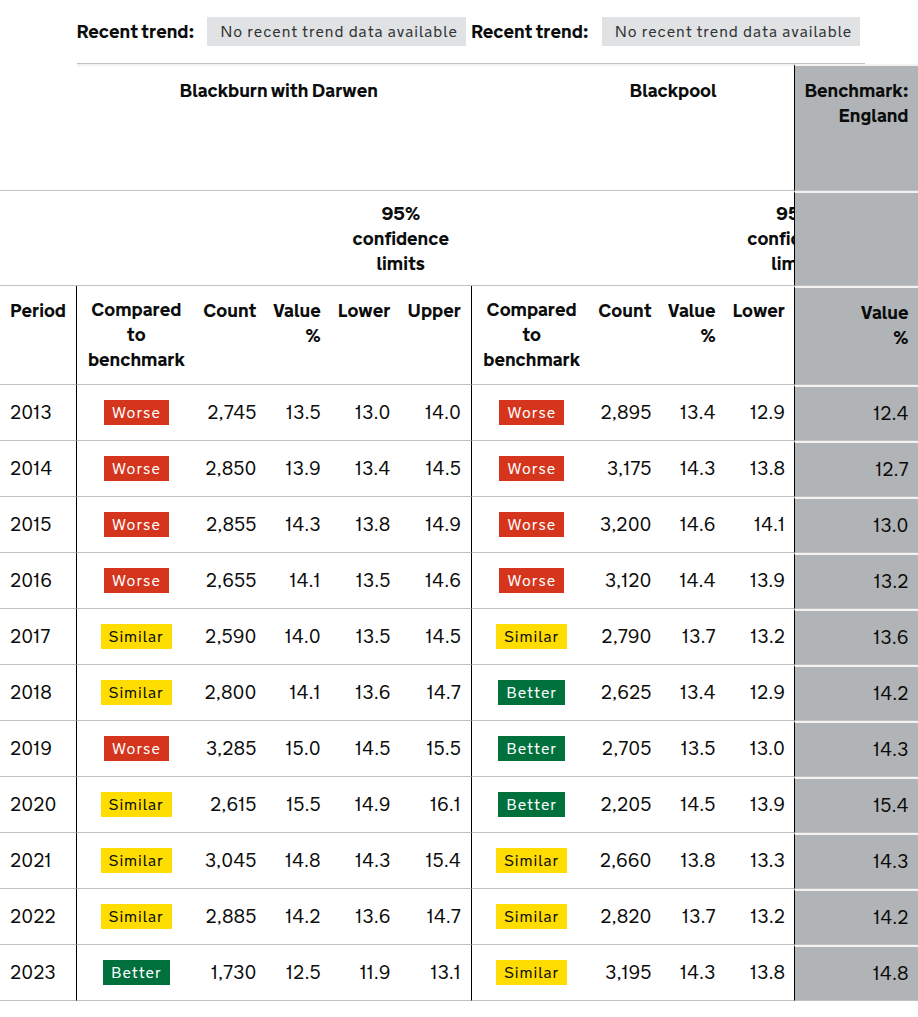 Recent trend: No recent trend data available Recent trend: No recent trend data available
Blackburn with Darwen Blackpool Benchmark:
England
95% 95
confidence confid
limits lim
Period Compared Count Value Lower Upper Compared Count Value Lower Value
to % to % %
benchmark benchmark
2013 Worse 2,745 13.5 13.0 14.0 Worse 2,895 13.4 12.9 12.4
2014 Worse 2,850 13.9 13.4 14.5 Worse 3,175 14.3 13.8 12.7
2015 Worse 2,855 14.3 13.8 14.9 Worse 3,200 14.6 14.1 13.0
2016 Worse 2,655 14.1 13.5 14.6 Worse 3,120 14.4 13.9 13.2
2017 Similar 2,590 14.0 13.5 14.5 Similar 2,790 13.7 13.2 13.6
2018 Similar 2,800 14.1 13.6 14.7 Better 2,625 13.4 12.9 14.2
2019 Worse 3,285 15.0 14.5 15.5 Better 2,705 13.5 13.0 14.3
2020 Similar 2,615 15.5 14.9 16.1 Better 2,205 14.5 13.9 15.4
2021 Similar 3,045 14.8 14.3 15.4 Similar 2,660 13.8 13.3 14.3
2022 Similar 2,885 14.2 13.6 14.7 Similar 2,820 13.7 13.2 14.2
2023 Better 1,730 12.5 11.9 13.1 Similar 3,195 14.3 13.8 14.8